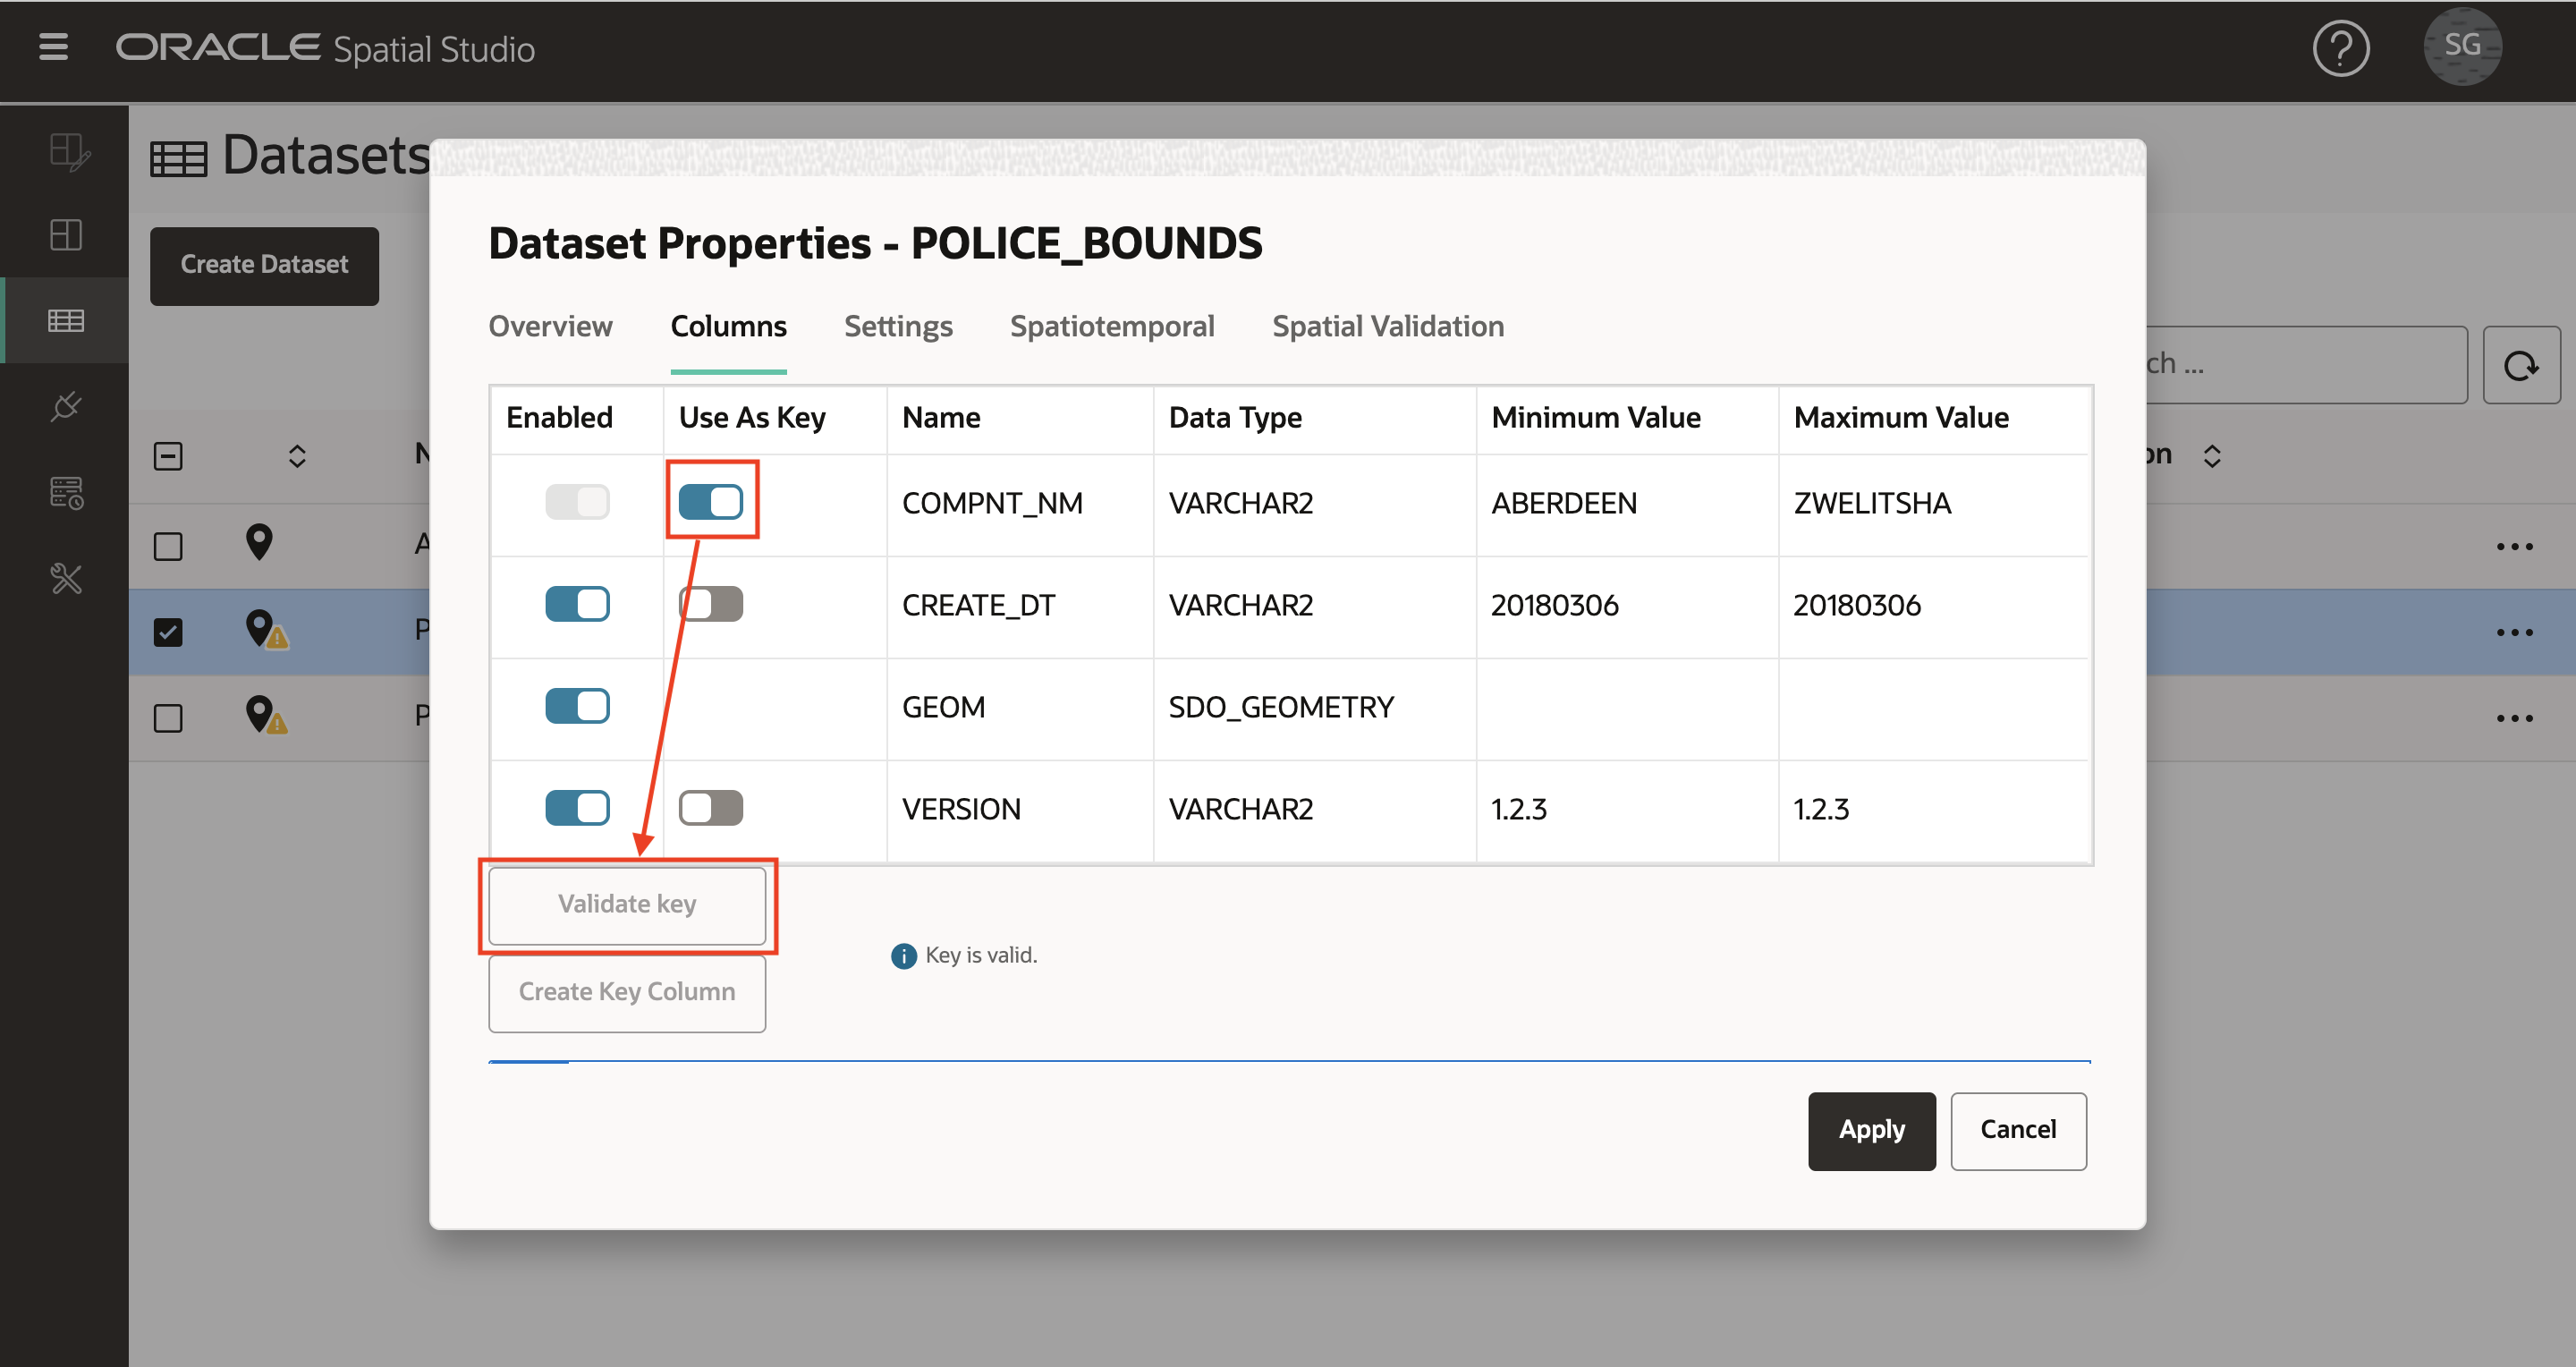 ORACLE Spatial Studio
SG
Datasets
Create Dataset
ch ...
on
Dataset Properties - POLICE_BOUNDS
Overview Columns Settings Spatiotemporal Spatial Validation
Enabled Use As Key Name Data Type Minimum Value Maximum Value
COMPNT_NM VARCHAR2 ABERDEEN ZWELITSHA
CREATE_DT VARCHAR2 20180306 20180306
GEOM SDO_GEOMETRY
VERSION VARCHAR2 1.2.3 1.2.3
Validate key
Key is valid.
Create Key Column
Apply Cancel